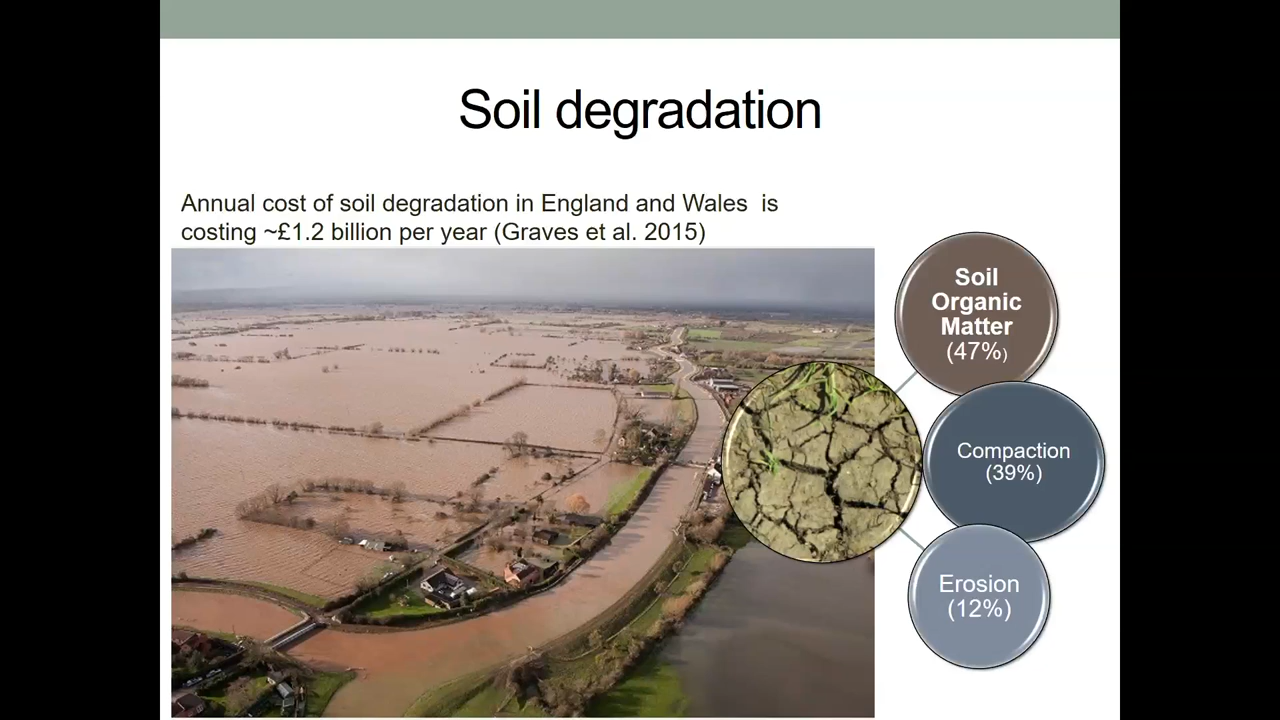 Soil degradation
Annual cost of soil degradation in England and Wales  is
costing ~£1.2 billion per year (Graves et al. 2015)
Soil
Organic
Matter
(47%)
Compaction
(39%)
Erosion
(12%)